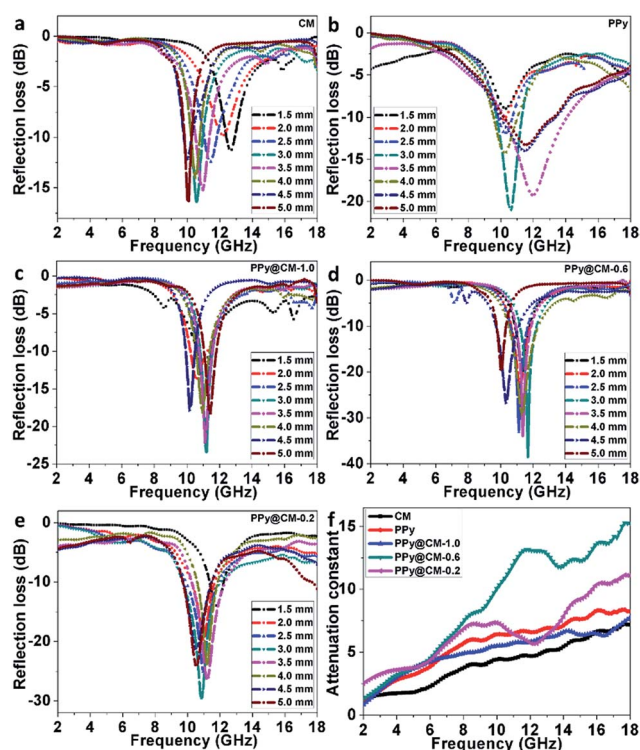 a
CM
0
-5
-10
-15
Reflection loss (dB)
1.5 mm
2.0 mm
2.5 mm
3.0 mm
3.5 mm
4.0 mm
4.5 mm
5.0 mm
2 4 6 8 10 12 14 16 18
Frequency (GHz)
b
PPy
0
-5
-10
-15
-20
Reflection loss (dB)
1.5 mm
2.0 mm
2.5 mm
3.0 mm
3.5 mm
4.0 mm
4.5 mm
5.0 mm
2 4 6 8 10 12 14 16 18
Frequency (GHz)
c
PPy@CM-1.0
0
-5
-10
-15
-20
-25
Reflection loss (dB)
1.5 mm
2.0 mm
2.5 mm
3.0 mm
3.5 mm
4.0 mm
4.5 mm
5.0 mm
2 4 6 8 10 12 14 16 18
Frequency (GHz)
d
PPy@CM-0.6
0
-10
-20
-30
-40
Reflection loss (dB)
1.5 mm
2.0 mm
2.5 mm
3.0 mm
3.5 mm
4.0 mm
4.5 mm
5.0 mm
2 4 6 8 10 12 14 16 18
Frequency (GHz)
e
PPy@CM-0.2
0
-10
-20
-30
Reflection loss (dB)
1.5 mm
2.0 mm
2.5 mm
3.0 mm
3.5 mm
4.0 mm
4.5 mm
5.0 mm
2 4 6 8 10 12 14 16 18
Frequency (GHz)
f
CM
PPy
PPy@CM-1.0
PPy@CM-0.6
PPy@CM-0.2
15
10
5
0
Attenuation constant
2 4 6 8 10 12 14 16 18
Frequency (GHz)